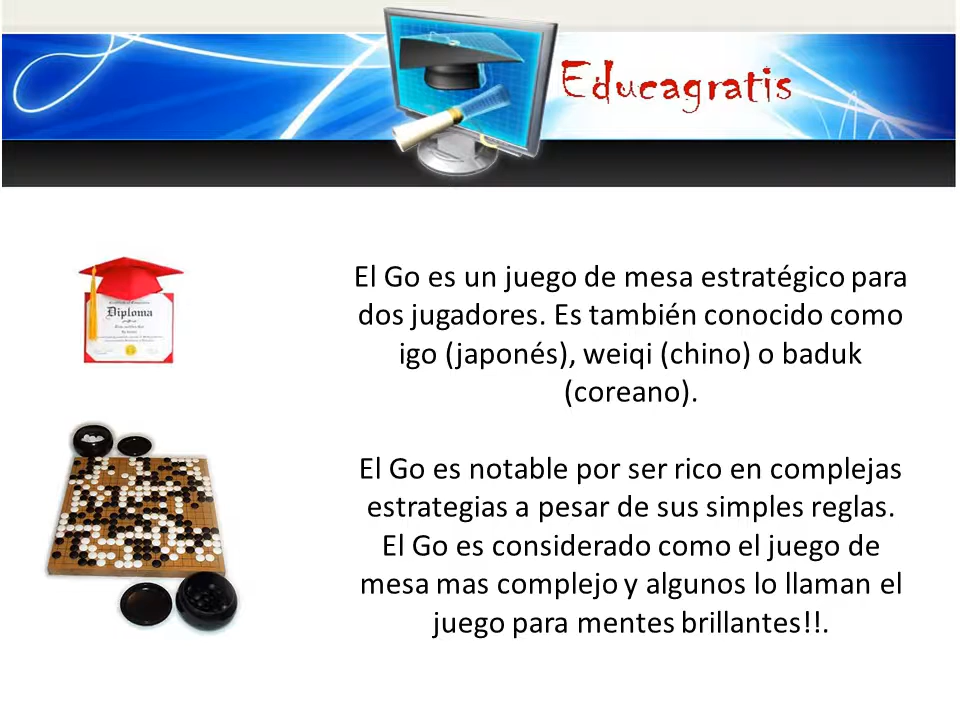 Educagratis
Diploma
El Go es un juego de mesa estratégico para
dos jugadores. Es también conocido como
igo (japonés), weiqi (chino) o baduk
(coreano).
El Go es notable por ser rico en complejas
estrategias a pesar de sus simples reglas.
El Go es considerado como el juego de
mesa mas complejo y algunos lo llaman el
juego para mentes brillantes!!.